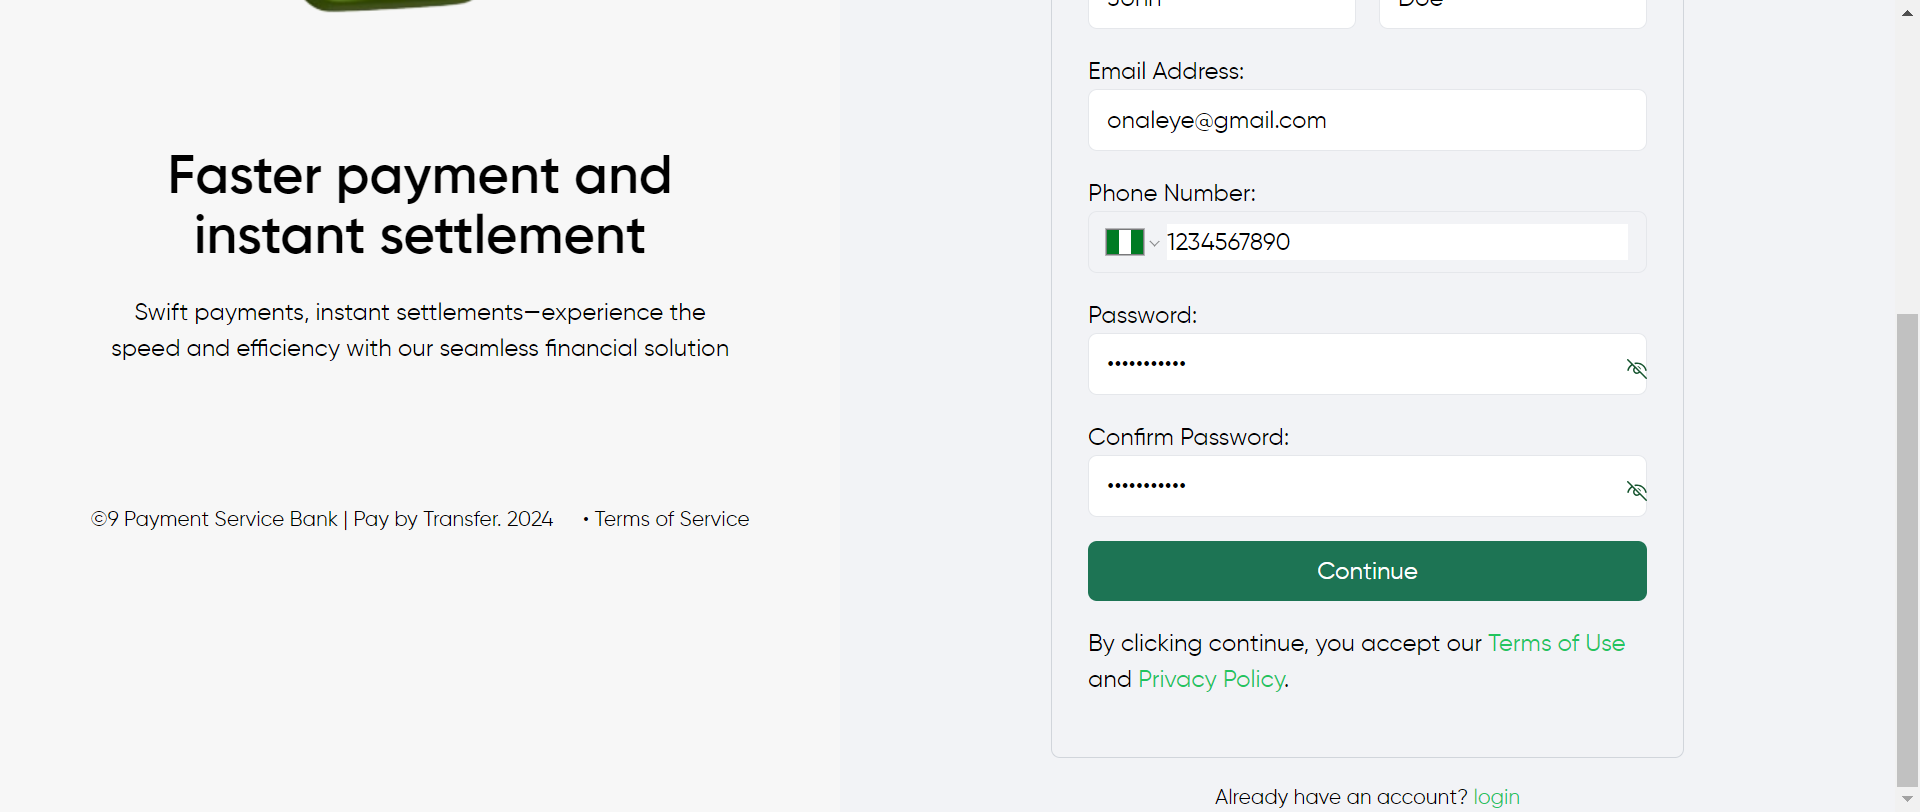 Faster payment and
instant settlement
Swift payments, instant settlements—experience the
speed and efficiency with our seamless financial solution
©9 Payment Service Bank | Pay by Transfer. 2024 • Terms of Service
John Doe
Email Address:
onaleye@gmail.com
Phone Number:
1234567890
Password:
•••••••••••
Confirm Password:
•••••••••••
Continue
By clicking continue, you accept our Terms of Use
and Privacy Policy.
Already have an account? login